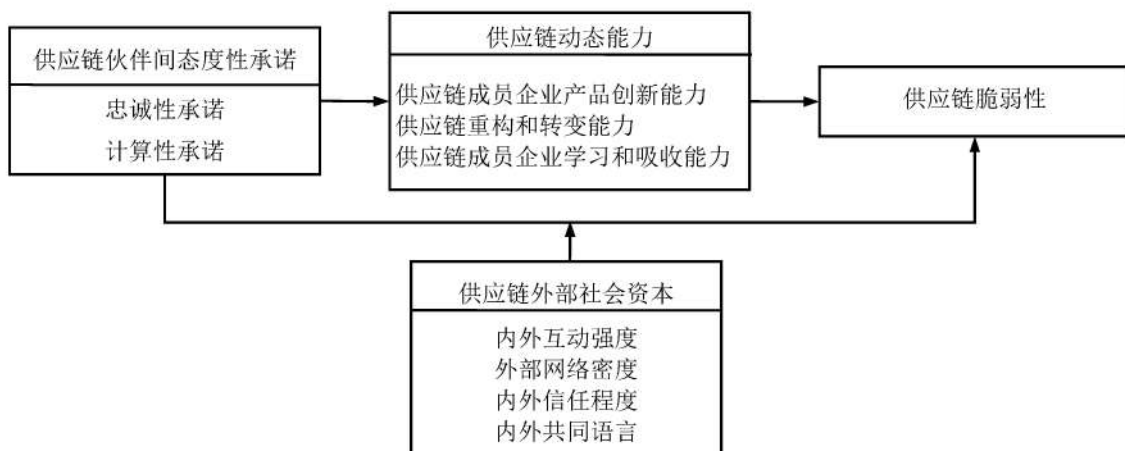 供应链伙伴间态度性承诺
忠诚性承诺
计算性承诺
供应链动态能力
供应链成员企业产品创新能力
供应链重构和转变能力
供应链成员企业学习和吸收能力
供应链脆弱性
供应链外部社会资本
内外互动强度
外部网络密度
内外信任程度
内外共同语言